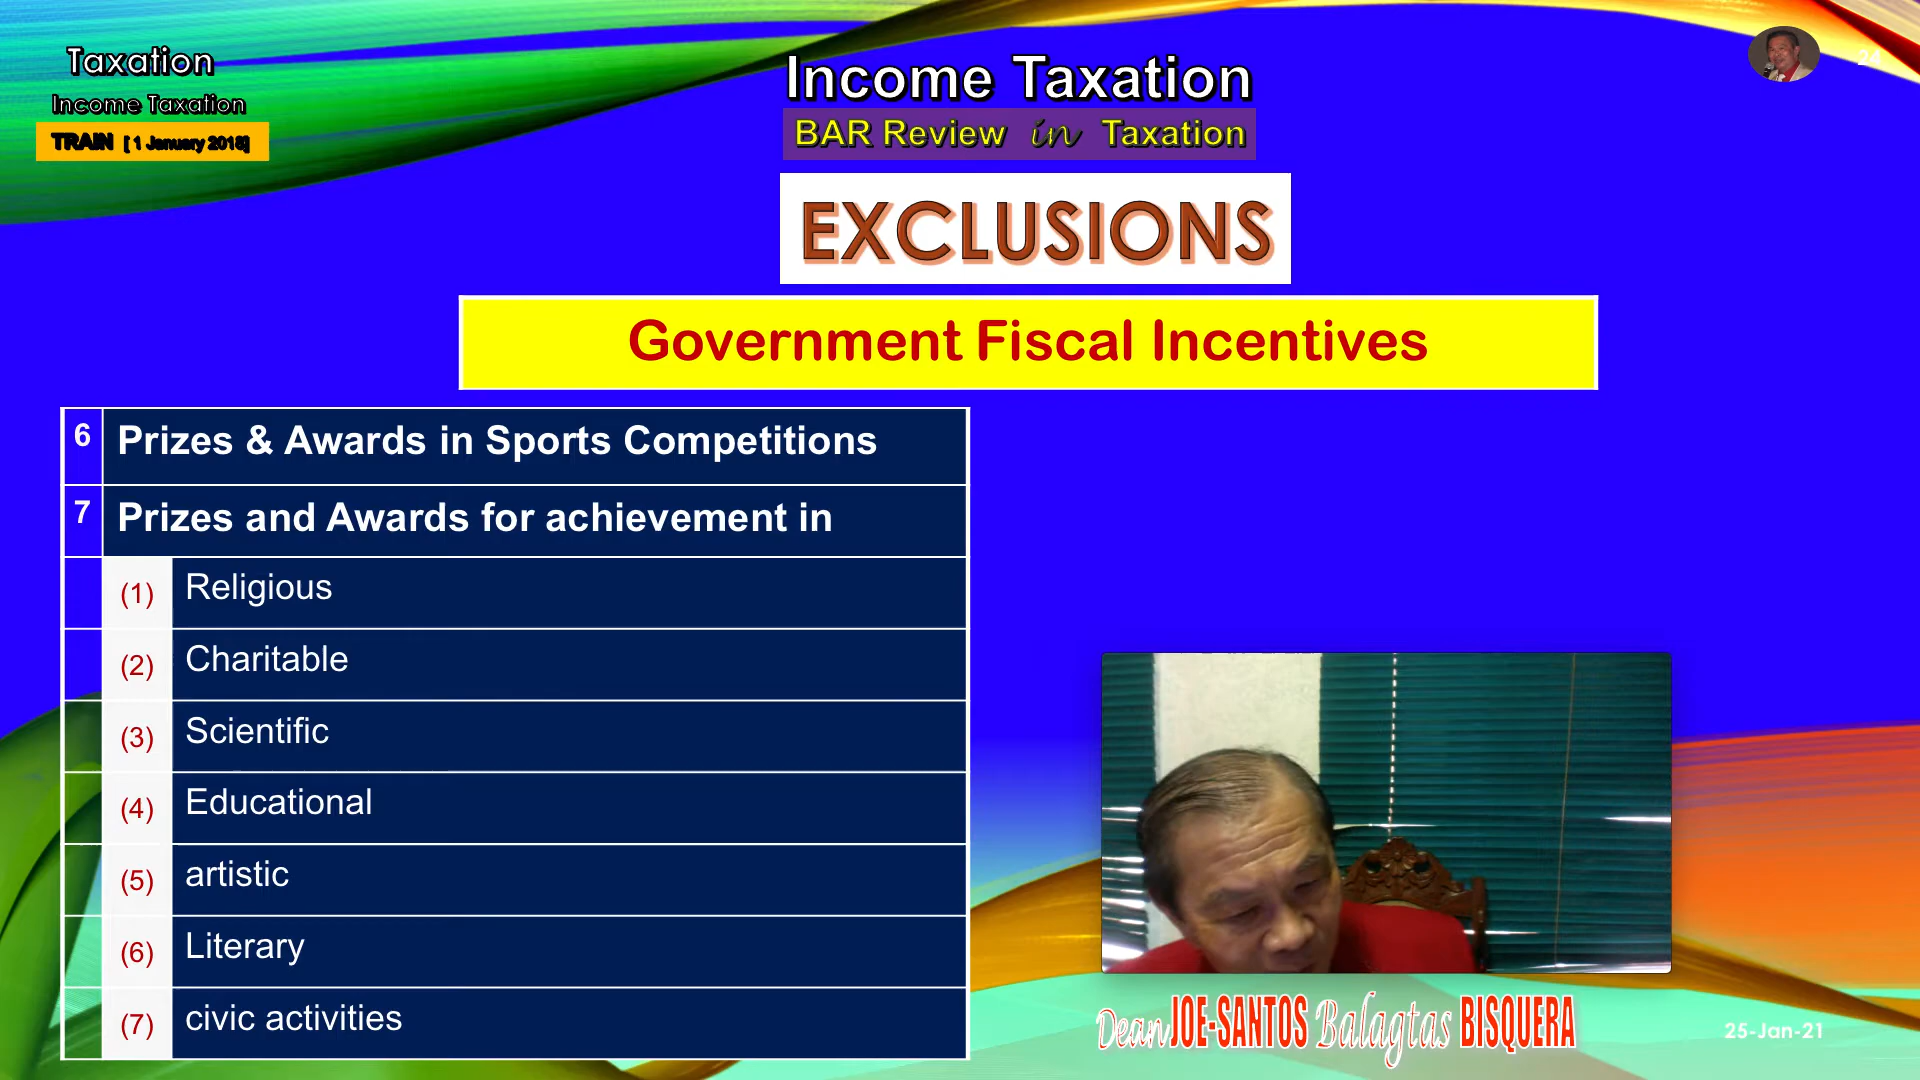 Taxation
Income Taxation
TRAIN [ 1 January 2018]
Income Taxation
BAR Review in Taxation
24
EXCLUSIONS
Government Fiscal Incentives
6 Prizes & Awards in Sports Competitions
7 Prizes and Awards for achievement in
(1) Religious
(2) Charitable
(3) Scientific
(4) Educational
(5) artistic
(6) Literary
(7) civic activities
Dean JOE-SANTOS Balagtas BISQUERA
25-Jan-21